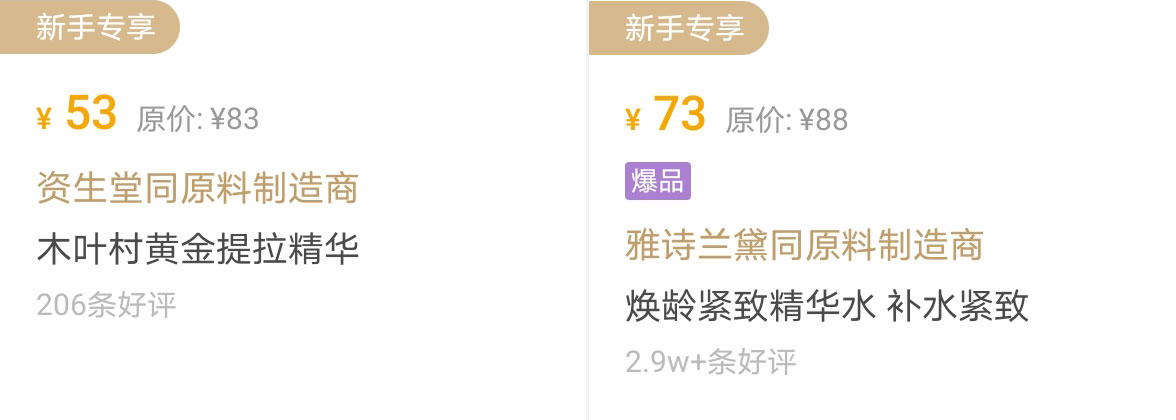 新手专享
¥ 53 原价: ¥83
资生堂同原料制造商
木叶村黄金提拉精华
206条好评
新手专享
¥ 73 原价: ¥88
爆品
雅诗兰黛同原料制造商
焕龄紧致精华水 补水紧致
2.9w+条好评